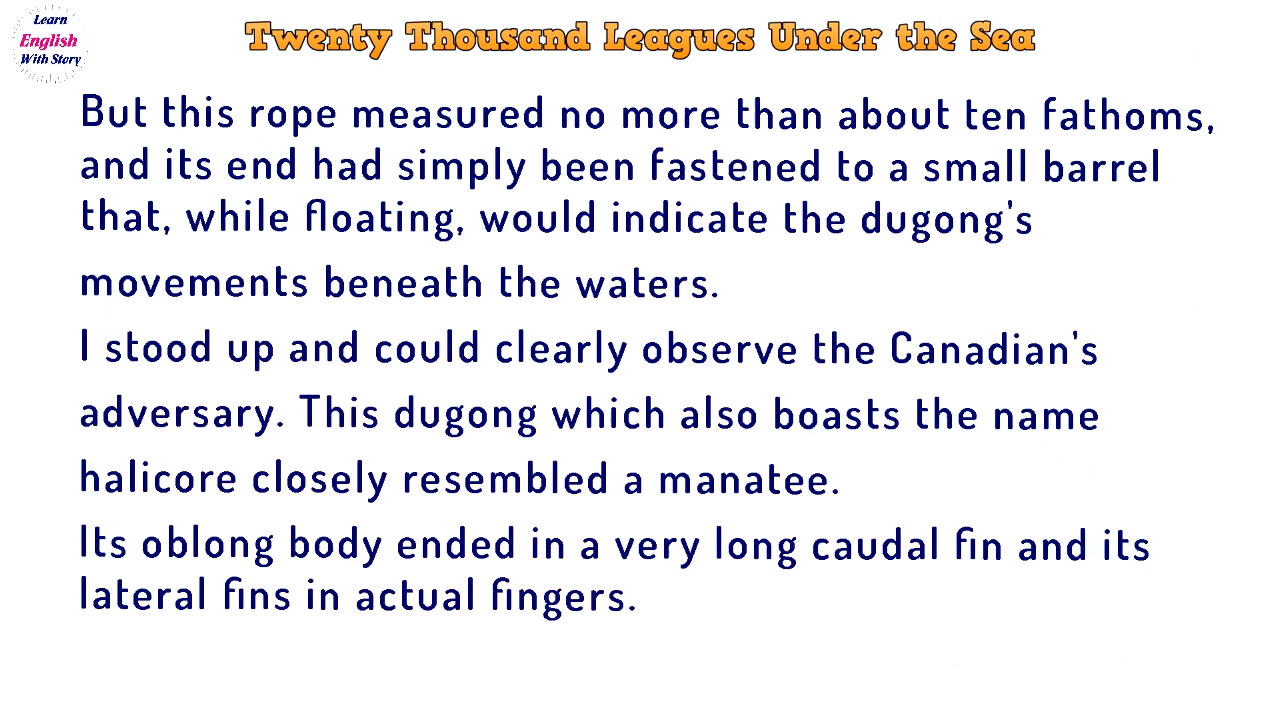 Learn
English
With Story
Twenty Thousand Leagues Under the Sea
But this rope measured no more than about ten fathoms,
and its end had simply been fastened to a small barrel
that, while floating, would indicate the dugong's
movements beneath the waters.
I stood up and could clearly observe the Canadian's
adversary. This dugong which also boasts the name
halicore closely resembled a manatee.
Its oblong body ended in a very long caudal fin and its
lateral fins in actual fingers.